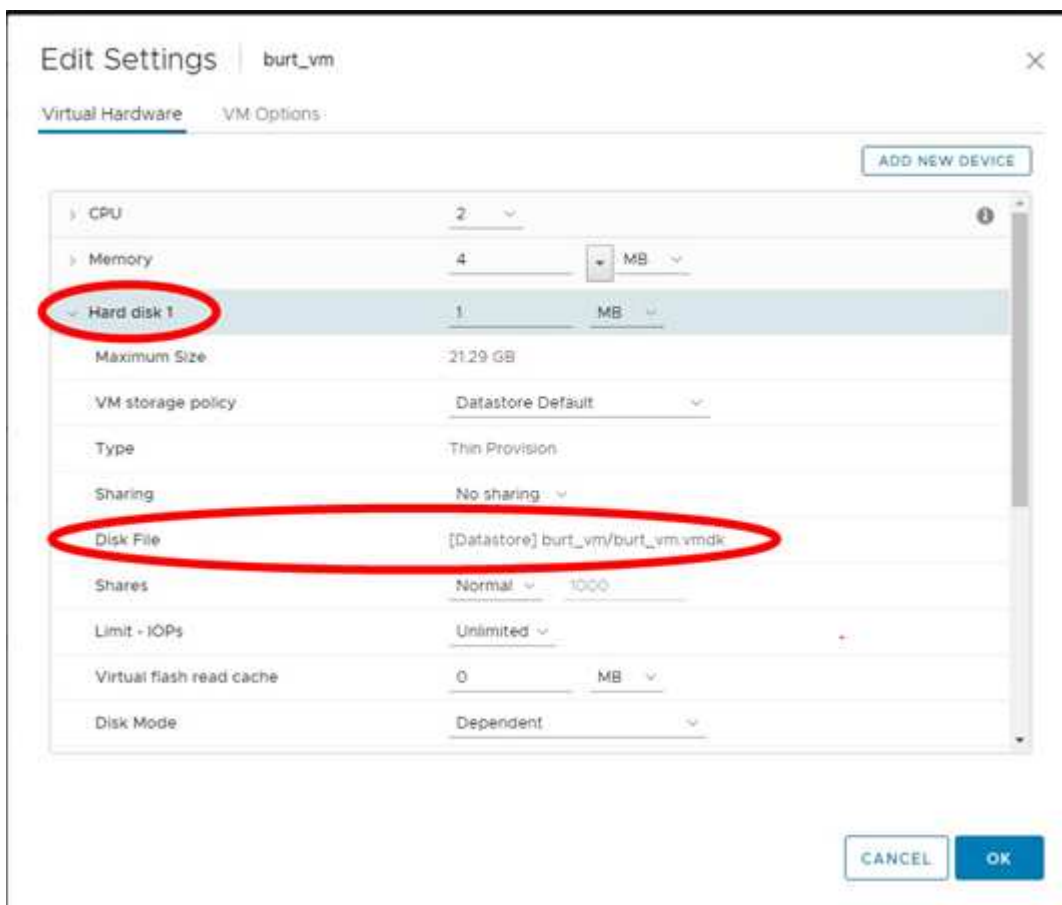 Edit Settings burt_vm
Virtual Hardware VM Options
ADD NEW DEVICE
CPU 2
Memory 4 MB
Hard disk 1 1 MB
Maximum Size 21.29 GB
VM storage policy Datastore Default
Type Thin Provision
Sharing No sharing
Disk File [Datastore] burt_vm/burt_vm.vmdk
Shares Normal 1000
Limit - IOPs Unlimited
Virtual flash read cache 0 MB
Disk Mode Dependent
CANCEL OK